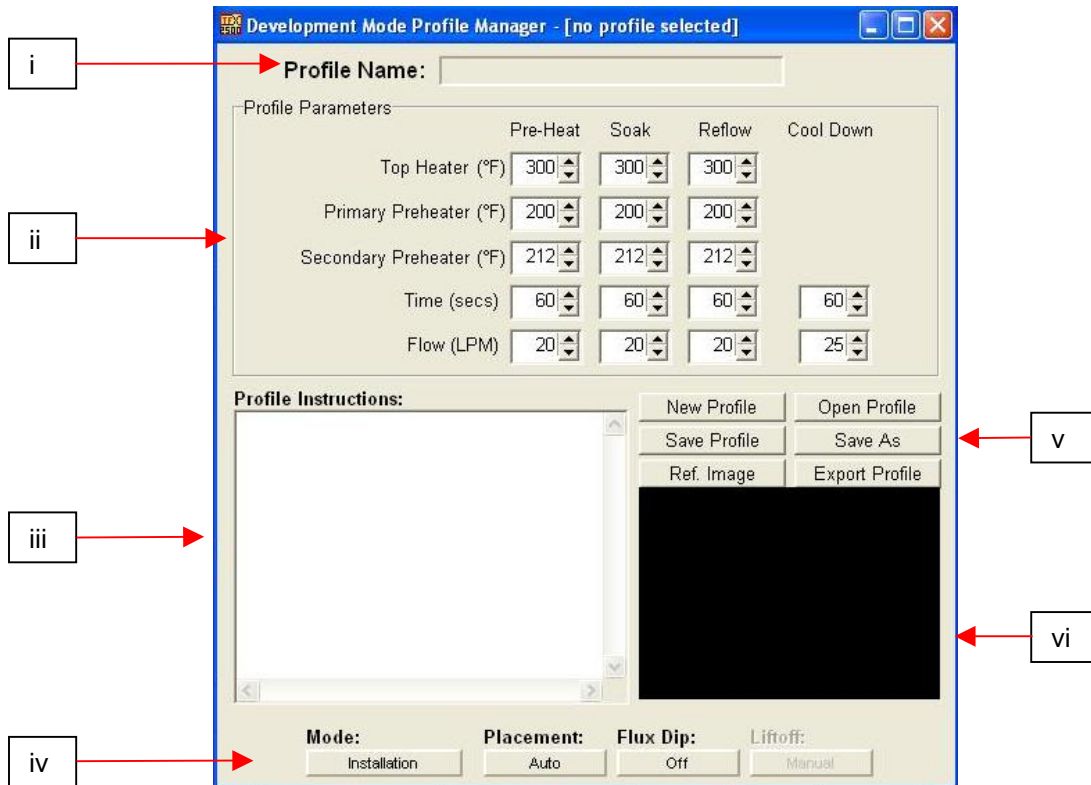 TFX 2500 Development Mode Profile Manager - [no profile selected]
i
Profile Name:
Profile Parameters
Pre-Heat Soak Reflow Cool Down
Top Heater (°F) 300 300 300
ii
Primary Preheater (°F) 200 200 200
Secondary Preheater (°F) 212 212 212
Time (secs) 60 60 60 60
Flow (LPM) 20 20 20 25
Profile Instructions:
New Profile Open Profile
Save Profile Save As
v
Ref. Image Export Profile
iii
vi
Mode: Placement: Flux Dip: Liftoff:
Installation Auto Off Manual
iv